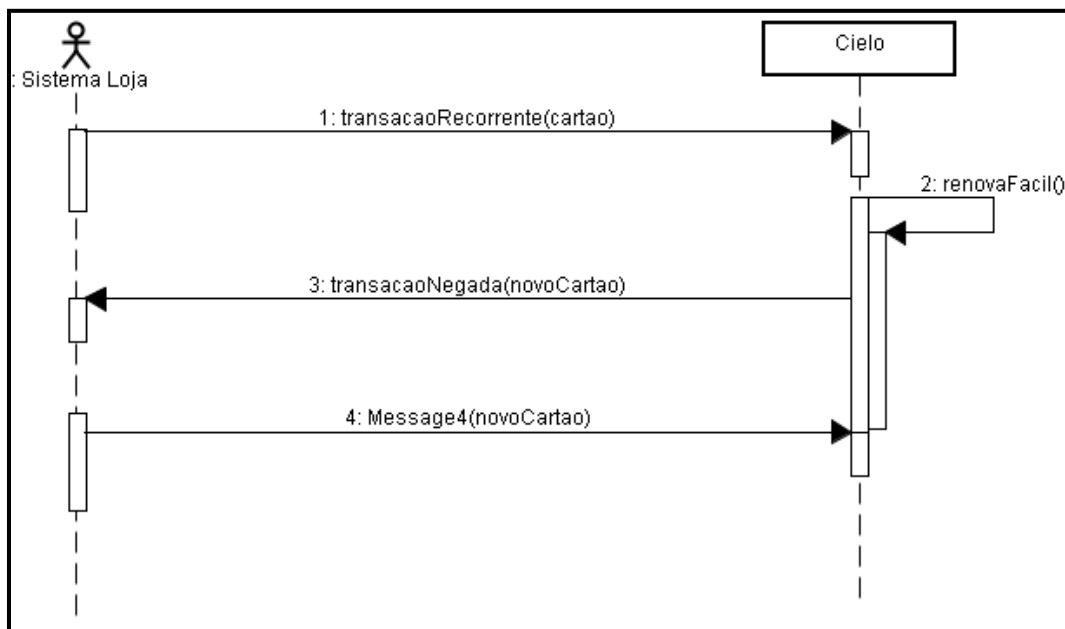 Cielo
: Sistema Loja
1: transacaoRecorrente(cartao)
2: renovaFacil()
3: transacaoNegada(novoCartao)
4: Message4(novoCartao)